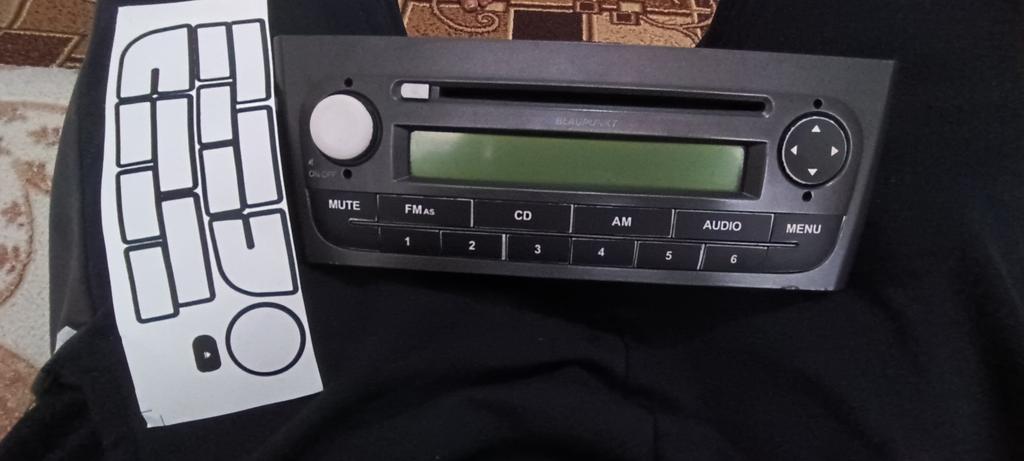 BLAUPUNKT
ON OFF
MUTE
FM AS
CD
AM
AUDIO
MENU
1
2
3
4
5
6